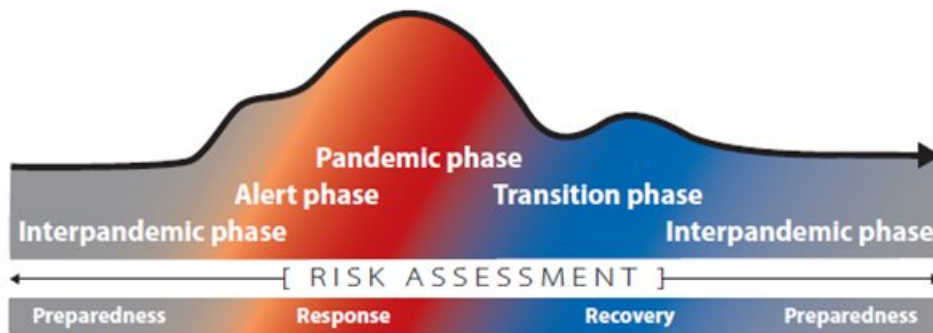 Pandemic phase
Alert phase
Transition phase
Interpandemic phase
Interpandemic phase
[ RISK ASSESSMENT ]
Preparedness
Response
Recovery
Preparedness